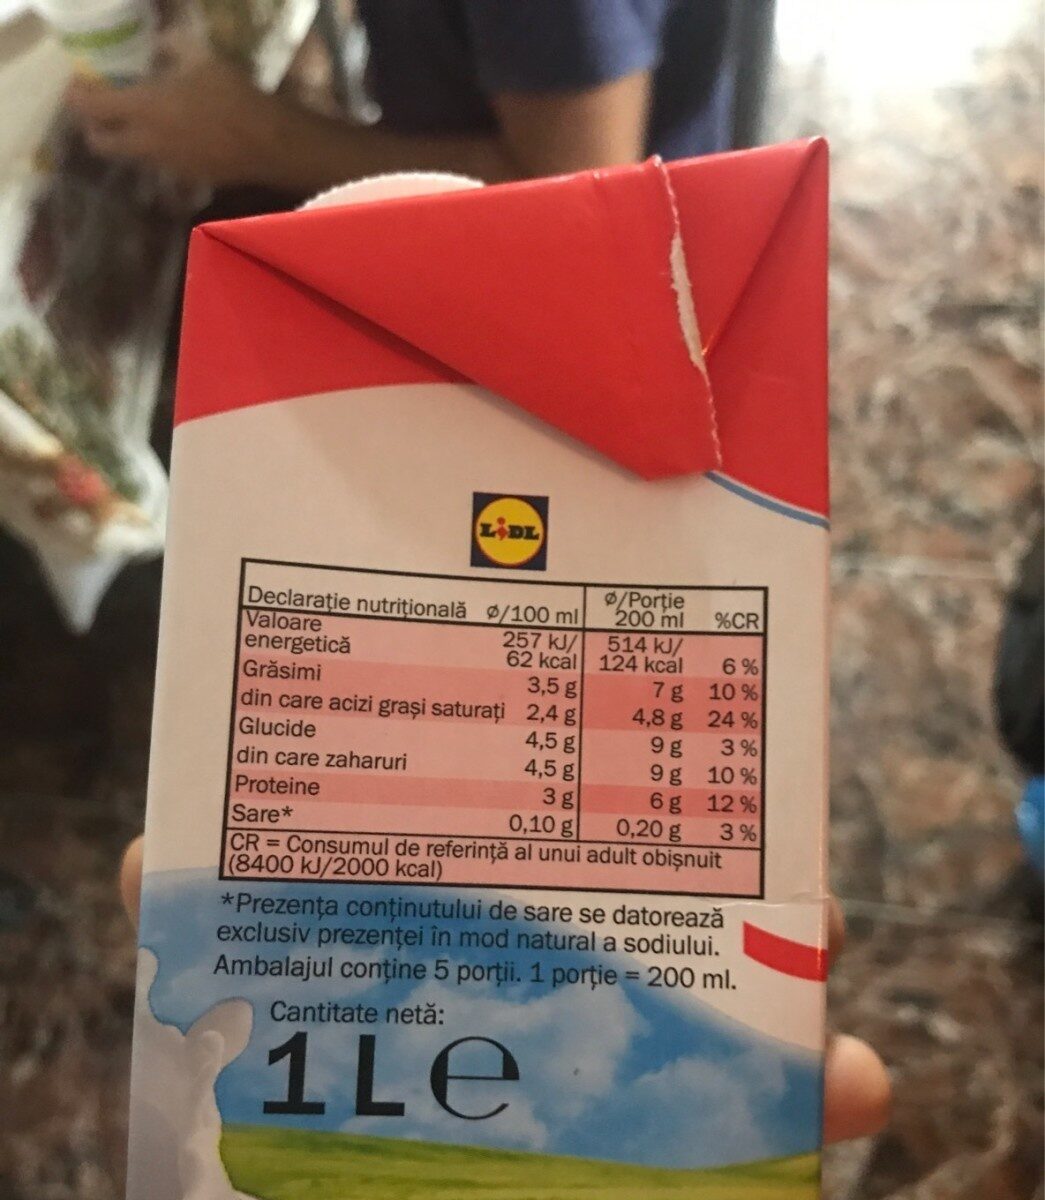 LIDL
Declarație nutrițională ø/100 ml ø/Porție 200 ml %CR
Valoare energetică 257 kJ/ 62 kcal 514 kJ/ 124 kcal 6 %
Grăsimi 3,5 g 7 g 10 %
din care acizi grași saturați 2,4 g 4,8 g 24 %
Glucide 4,5 g 9 g 3 %
din care zaharuri 4,5 g 9 g 10 %
Proteine 3 g 6 g 12 %
Sare* 0,10 g 0,20 g 3 %
CR = Consumul de referință al unui adult obișnuit
(8400 kJ/2000 kcal)
*Prezența conținutului de sare se datorează
exclusiv prezenței în mod natural a sodiului.
Ambalajul conține 5 porții. 1 porție = 200 ml.
Cantitate netă:
1L e